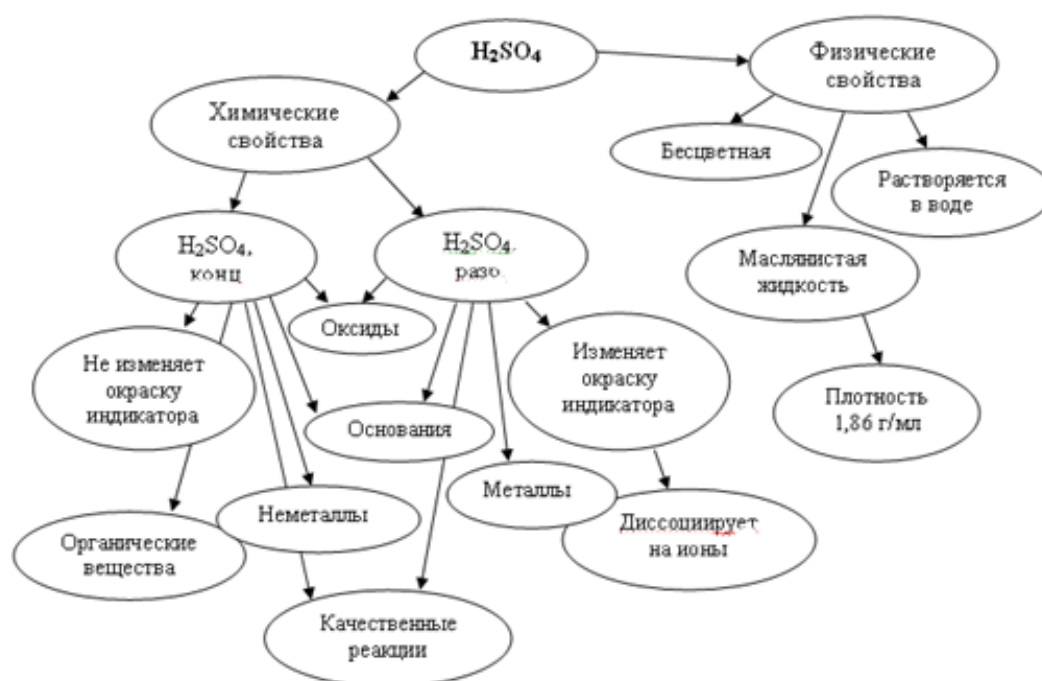 H₂SO₄
Физические
свойства
Химические
свойства
Бесцветная
Растворяется
в воде
H₂SO₄,
конц
H₂SO₄,
разб.
Маслянистая
жидкость
Оксиды
Не изменяет
окраску
индикатора
Изменяет
окраску
индикатора
Плотность
1,86 г/мл
Основания
Металлы
Неметаллы
Диссоциирует
на ионы
Органические
вещества
Качественные
реакции